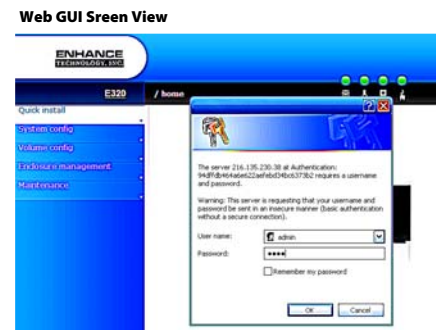 Web GUI Sreen View
ENHANCE
TECHNOLOGY, INC.
E320
/ home
Quick install
System config
Volume config
Enclosure management
Maintenance
The server 216.135.230.38 at Authentication:
requires a username
and password.
Warning: This server is requesting that your username and
password be sent in an insecure manner (basic authentication
without a secure connection).
User name:
admin
Password:
●●●●
Remember my password
OK
Cancel